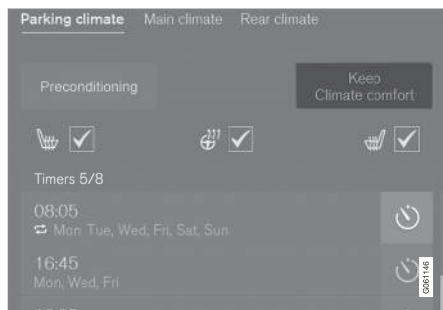 Parking climate Main climate Rear climate
Preconditioning
Keep
Climate comfort
Timers 5/8
08:05
Mon, Tue, Wed, Fri, Sat, Sun
16:45
Mon, Wed, Fri
G061146